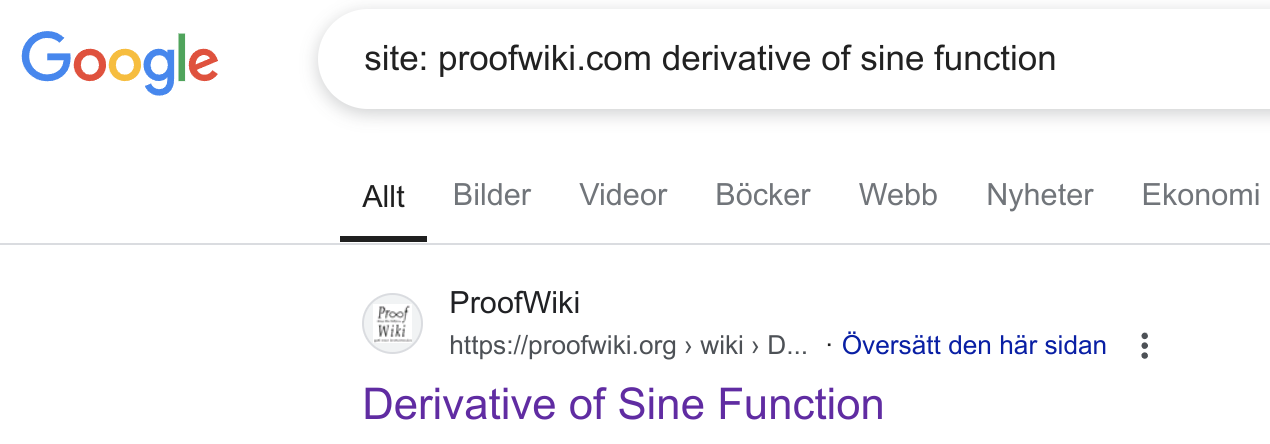 Google
site: proofwiki.com derivative of sine function
Allt Bilder Videor Böcker Webb Nyheter Ekonomi
Proof
Wiki
ProofWiki
https://proofwiki.org › wiki › D... · Översätt den här sidan
Derivative of Sine Function